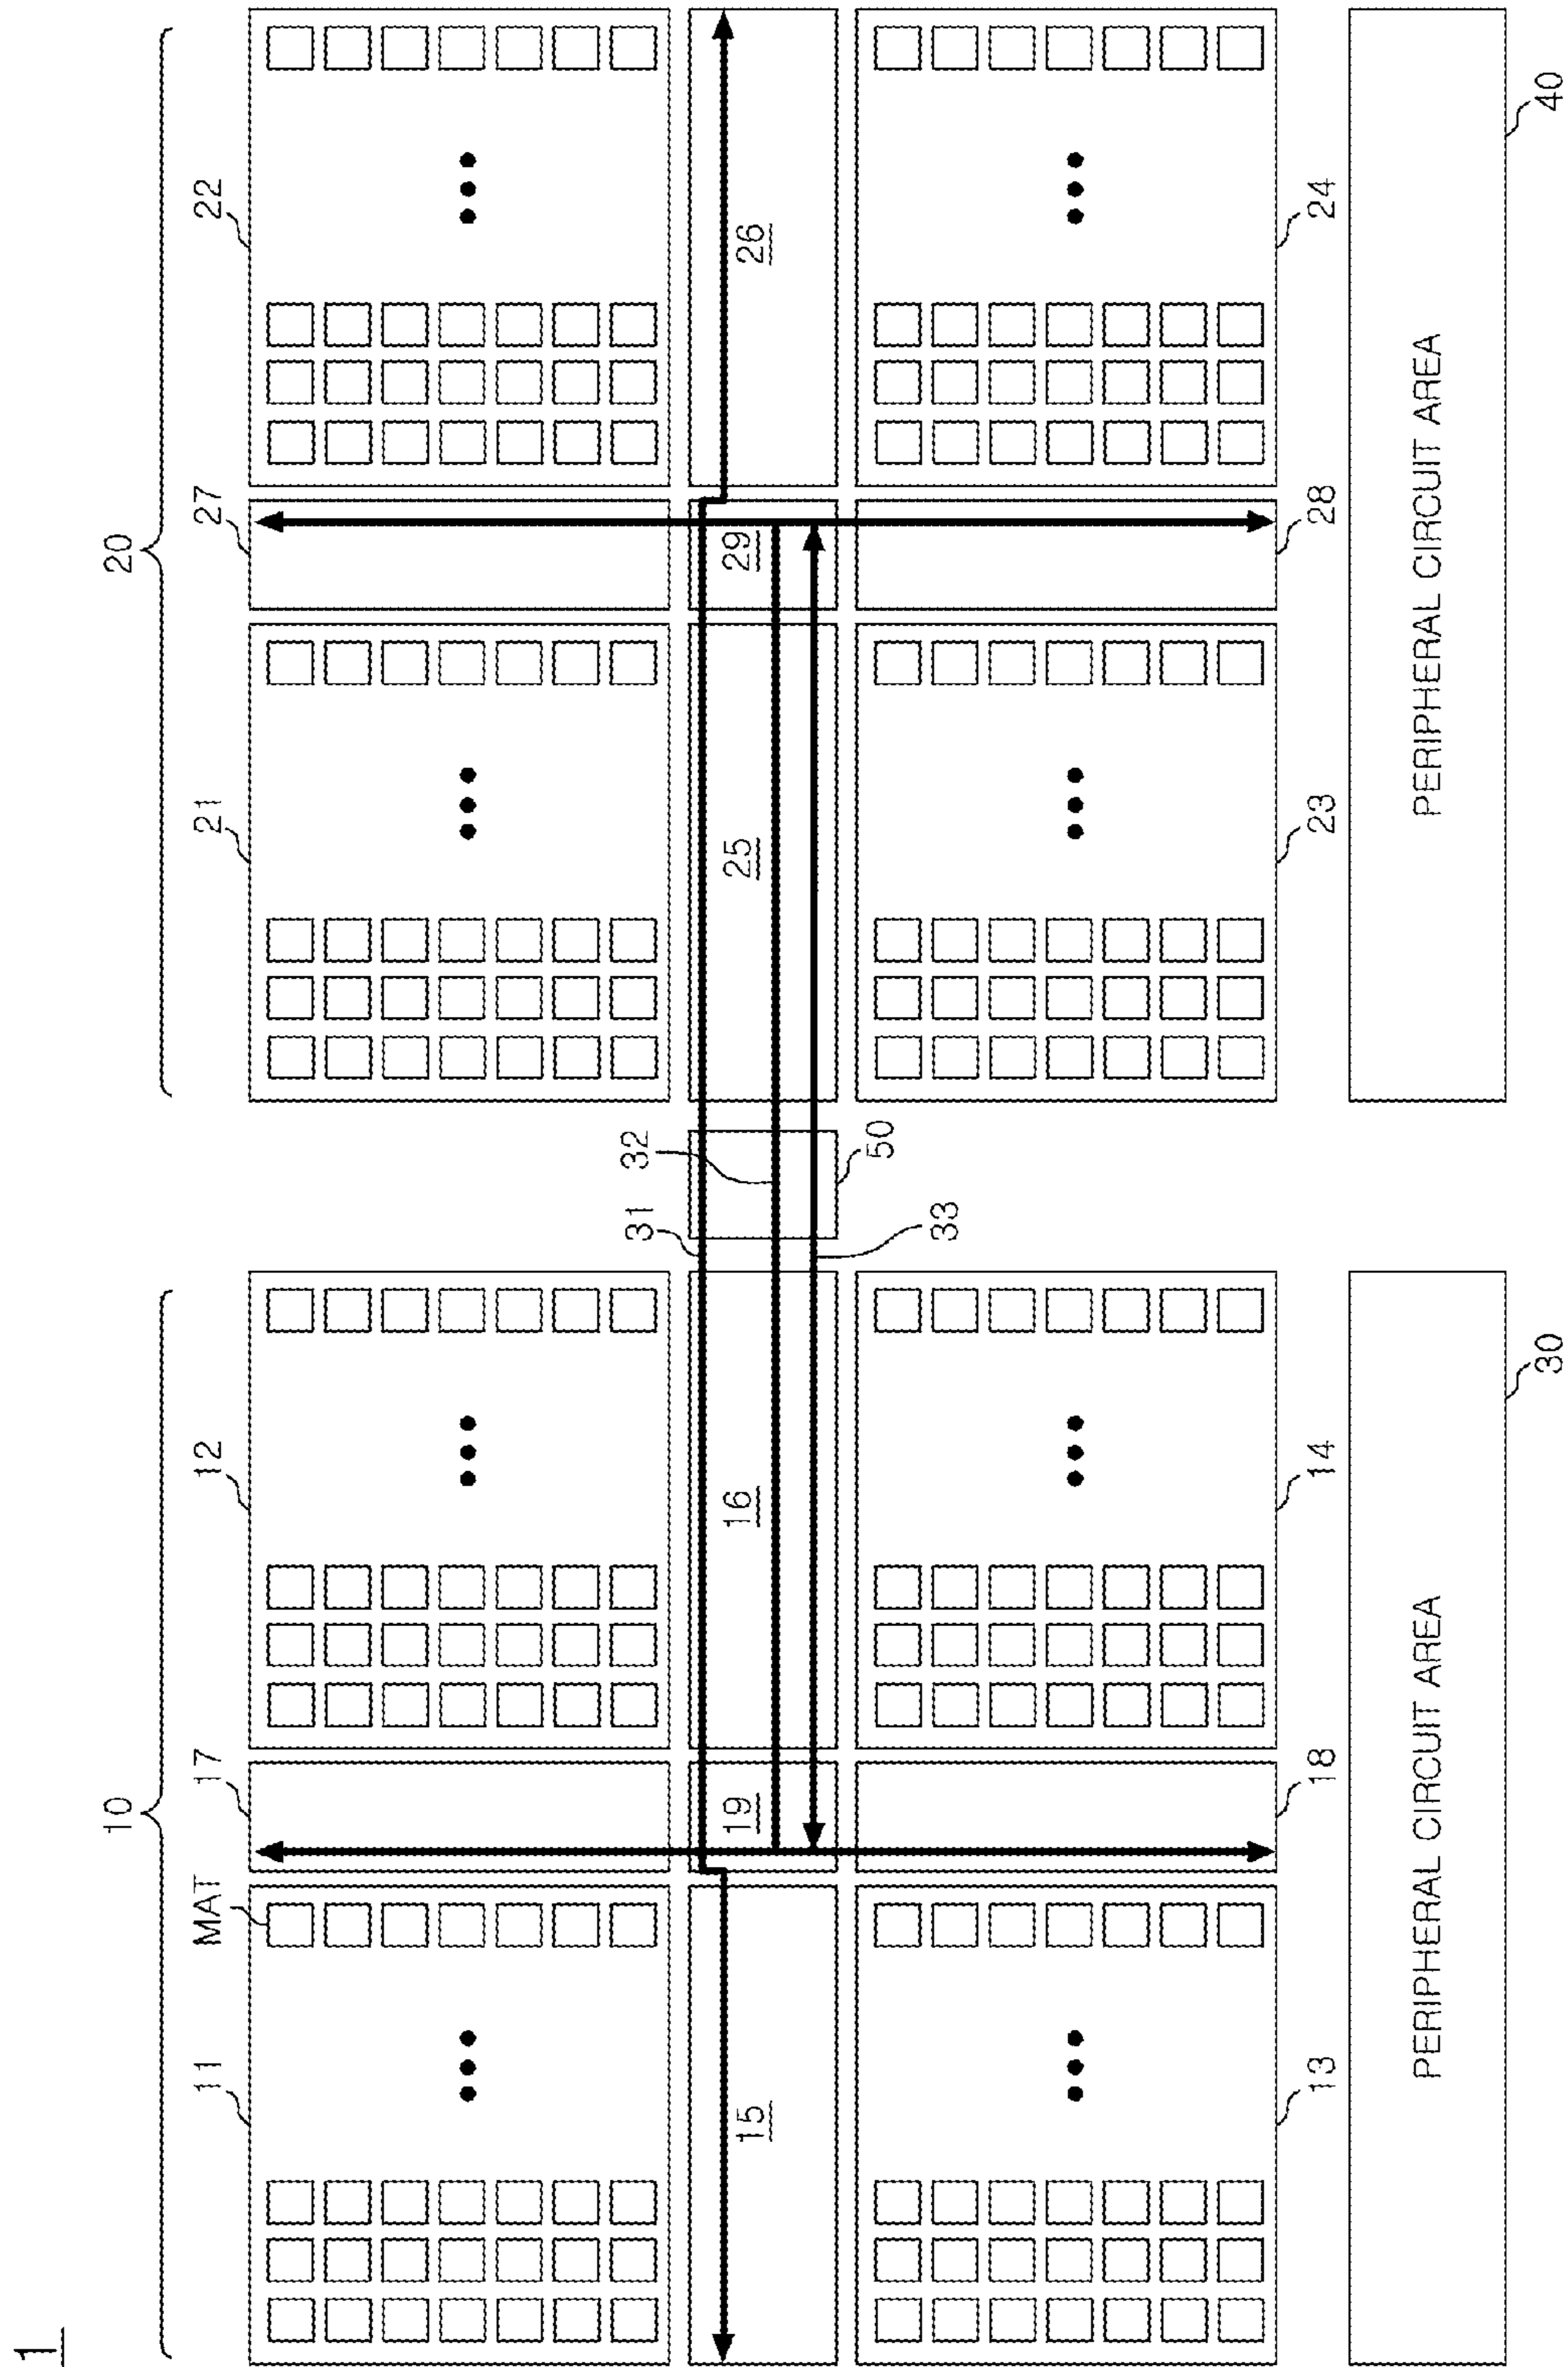 1
10 20
11 MAT 17 12 21 27 22
31 32
15 19 16 25 29 26
50
33
13 18 14 23 28 24
PERIPHERAL CIRCUIT AREA PERIPHERAL CIRCUIT AREA
30 40